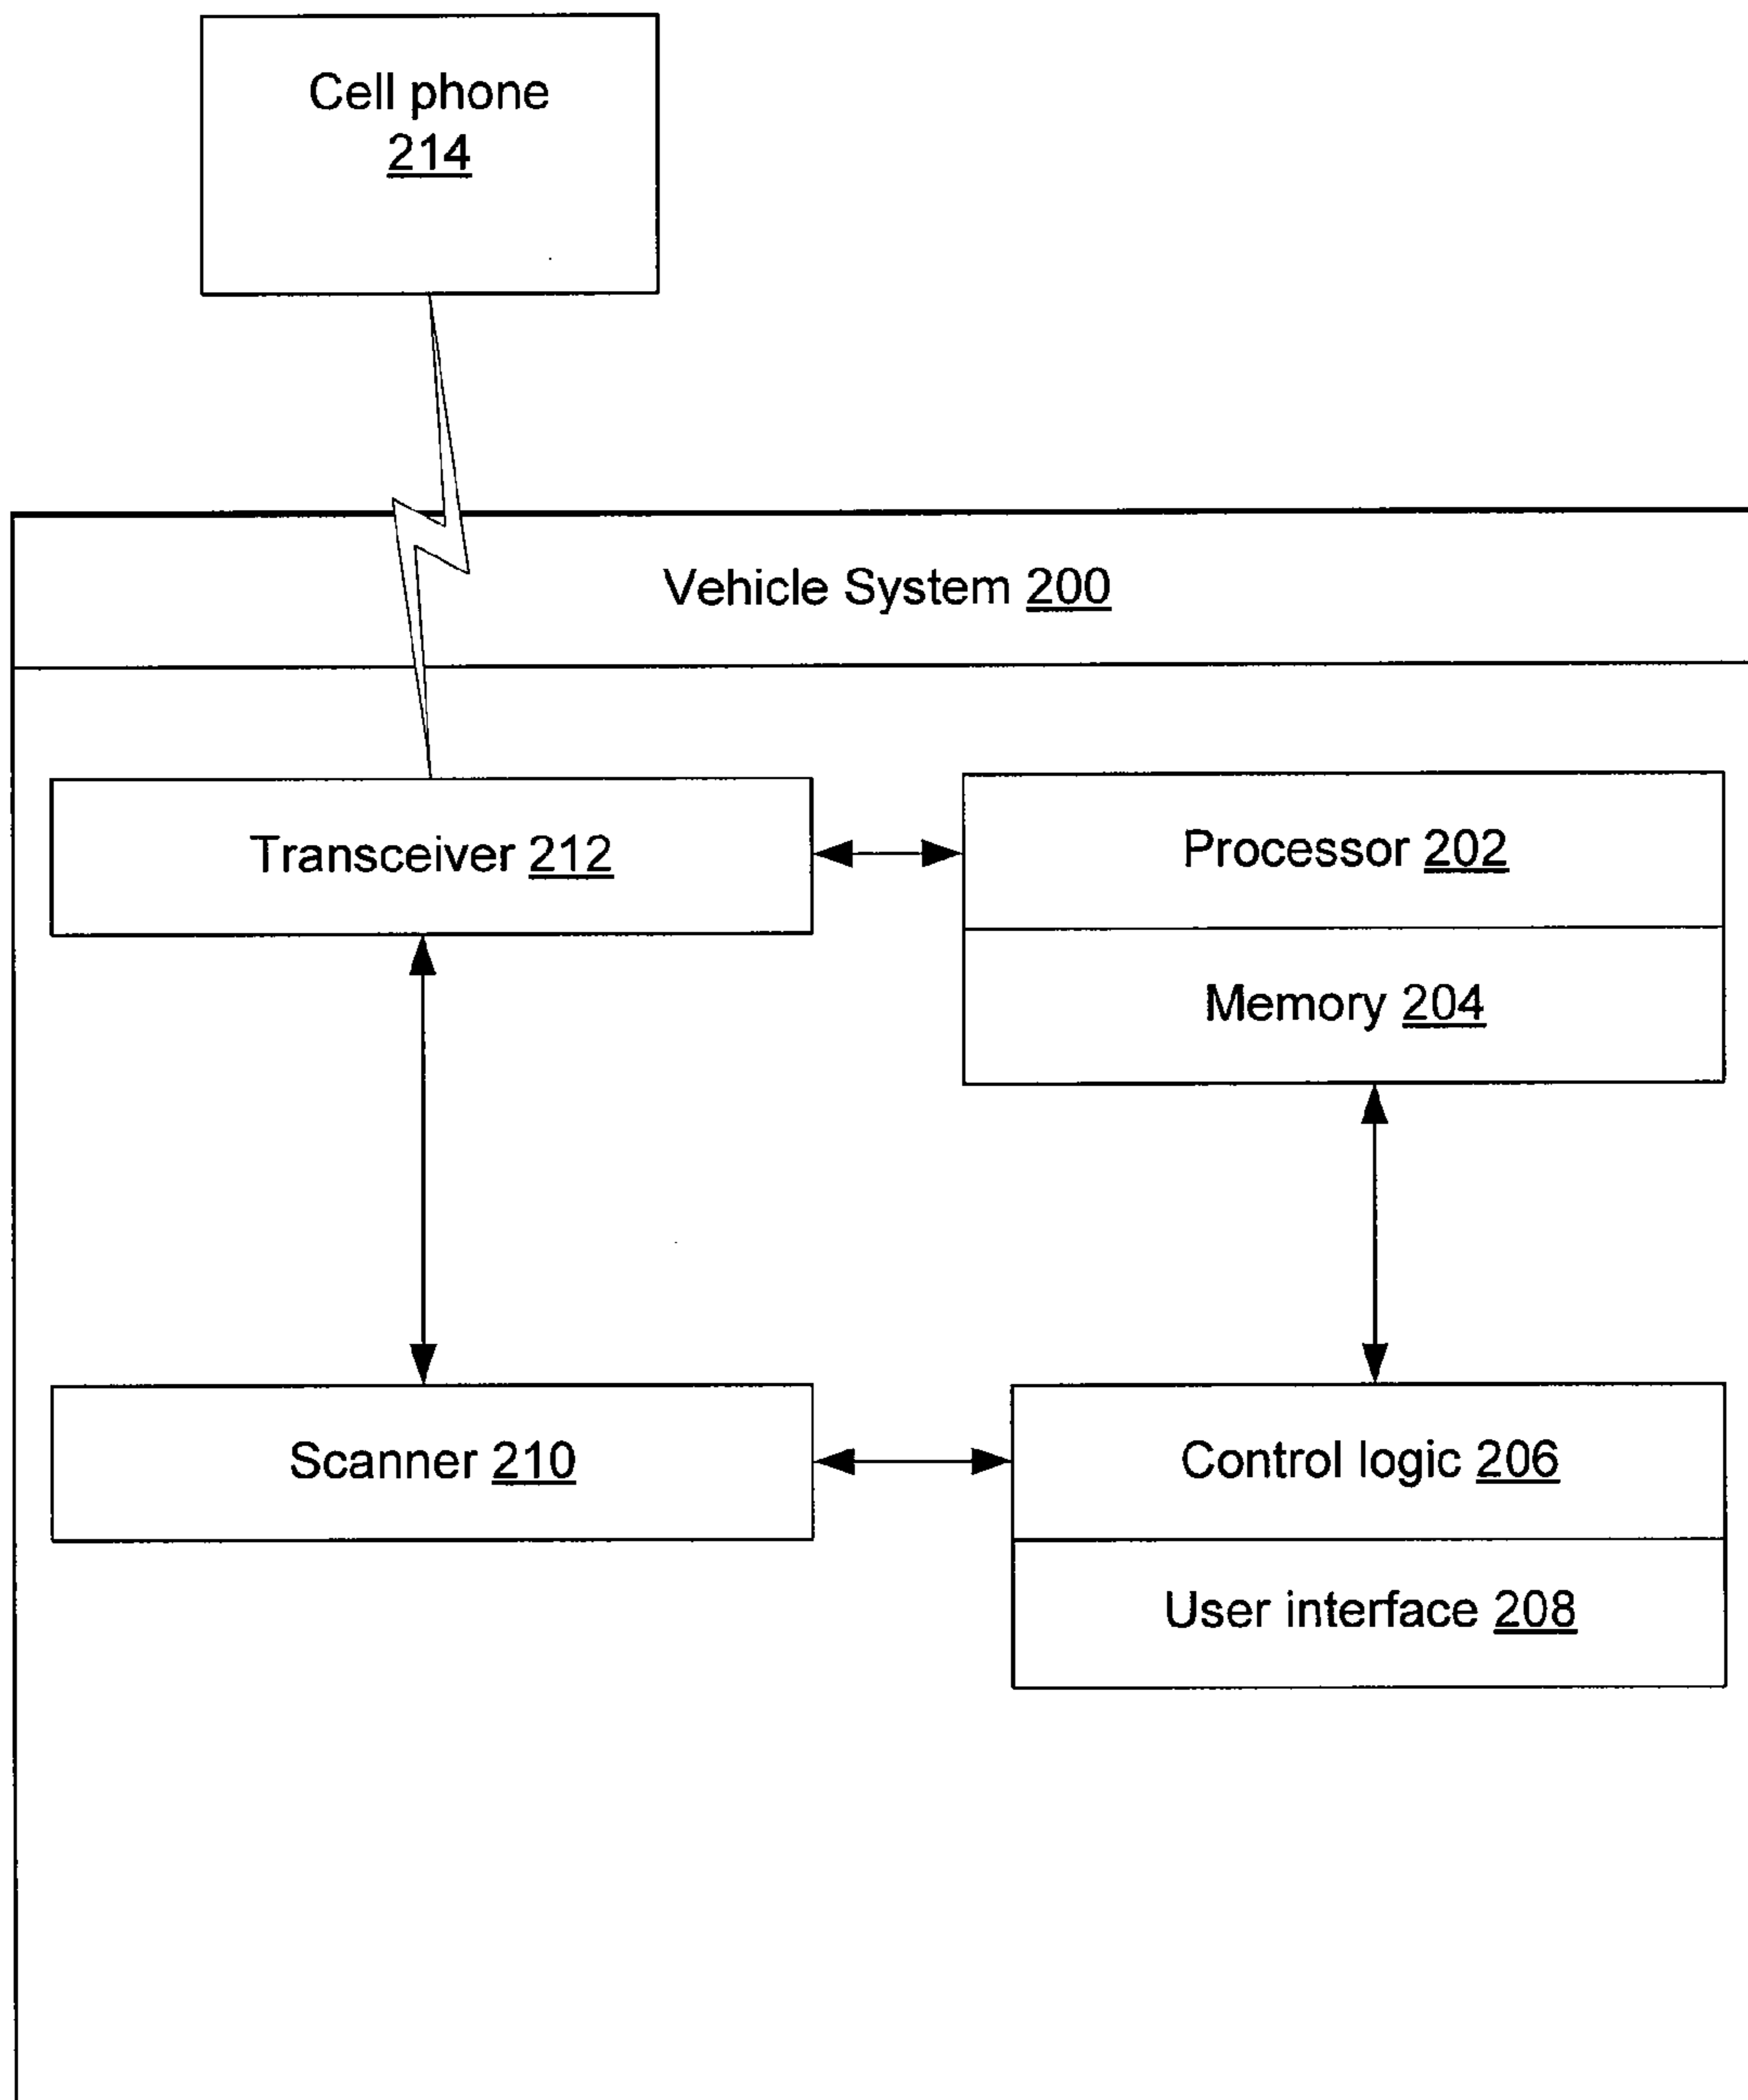 Cell phone
214
Vehicle System 200
Transceiver 212
Processor 202
Memory 204
Scanner 210
Control logic 206
User interface 208